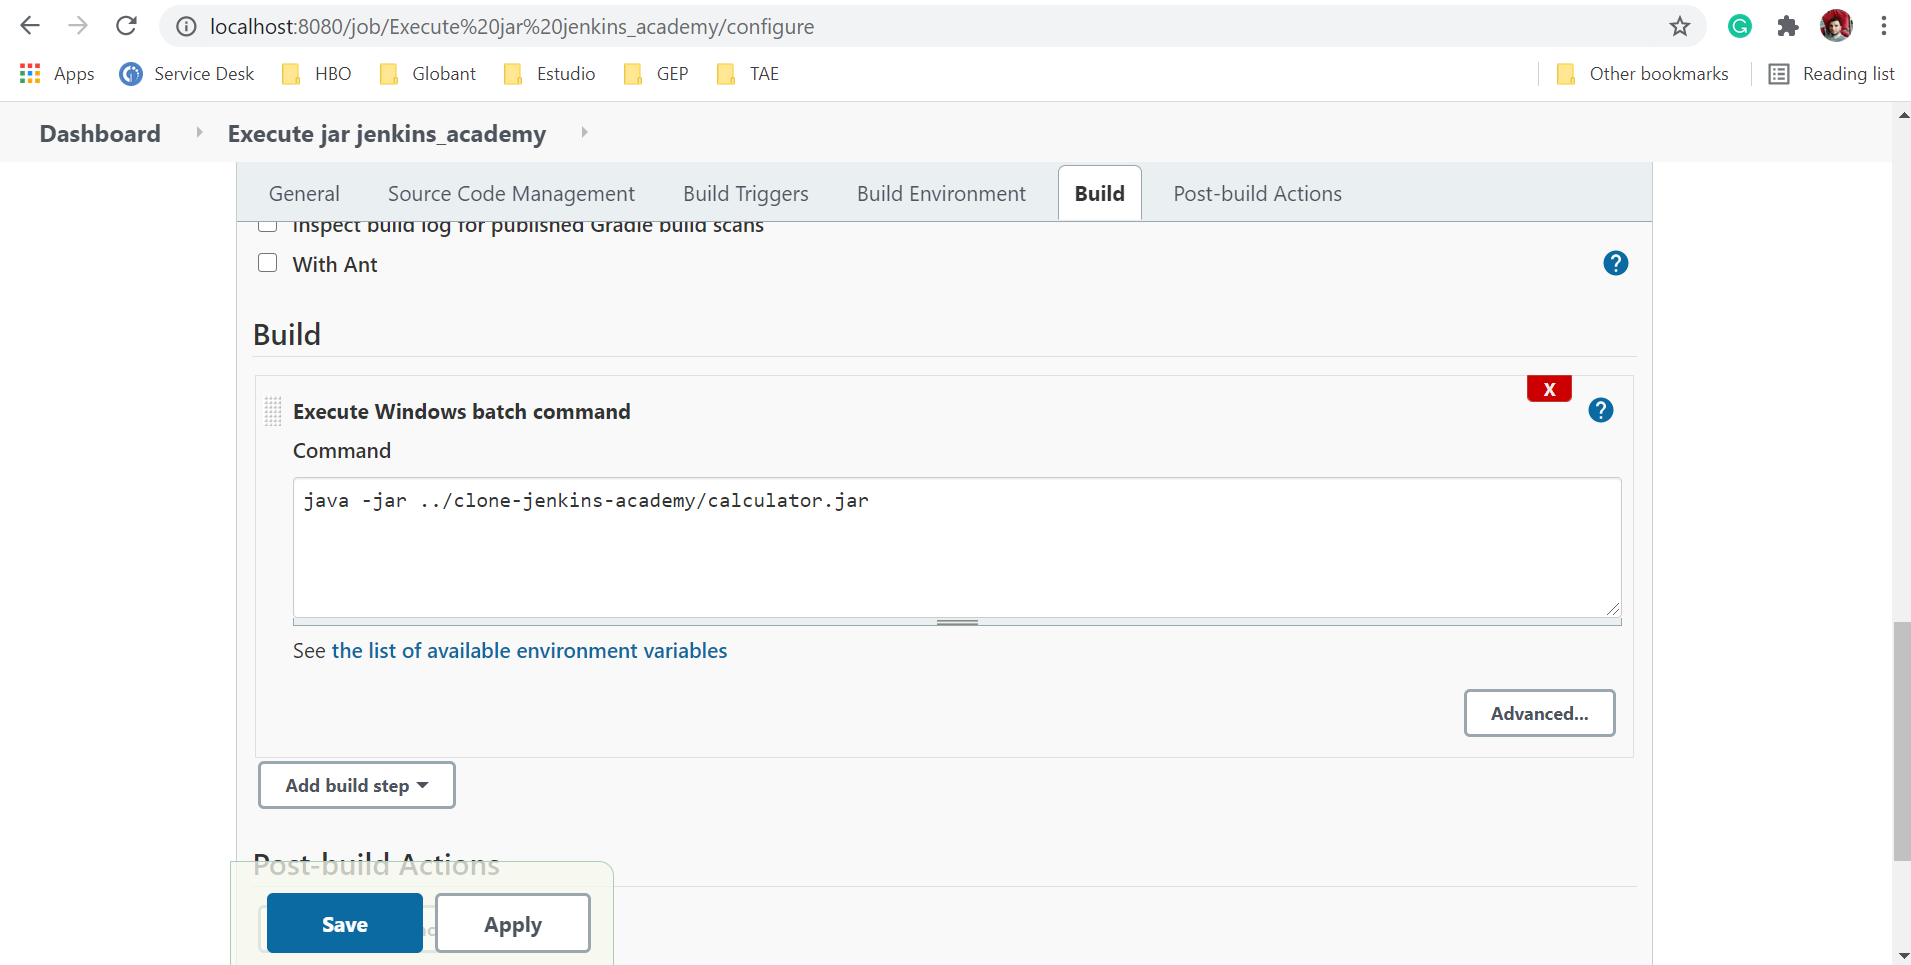 localhost:8080/job/Execute%20jar%20jenkins_academy/configure
Apps Service Desk HBO Globant Estudio GEP TAE Other bookmarks Reading list
Dashboard Execute jar jenkins_academy
General Source Code Management Build Triggers Build Environment Build Post-build Actions
Inspect build log for published Gradle build scans
With Ant
?
Build
X
Execute Windows batch command
?
Command
java -jar ../clone-jenkins-academy/calculator.jar
See the list of available environment variables
Advanced...
Add build step
Post-build Actions
Save Apply